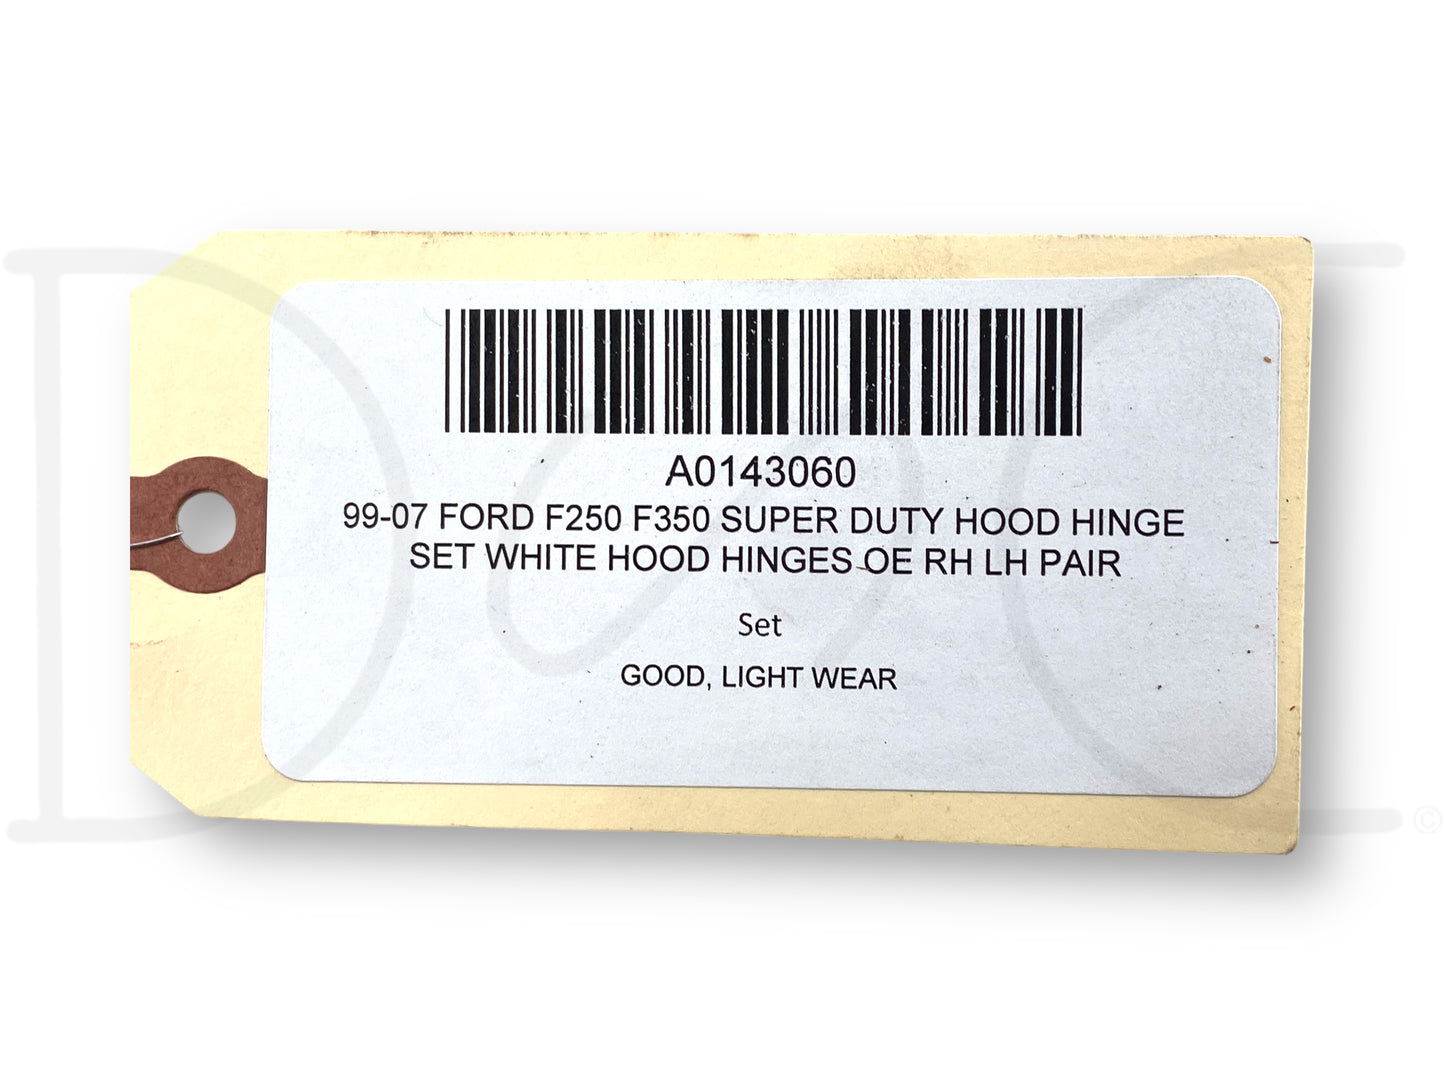 A0143060
99-07 FORD F250 F350 SUPER DUTY HOOD HINGE
SET WHITE HOOD HINGES OE RH LH PAIR
Set
GOOD, LIGHT WEAR
©